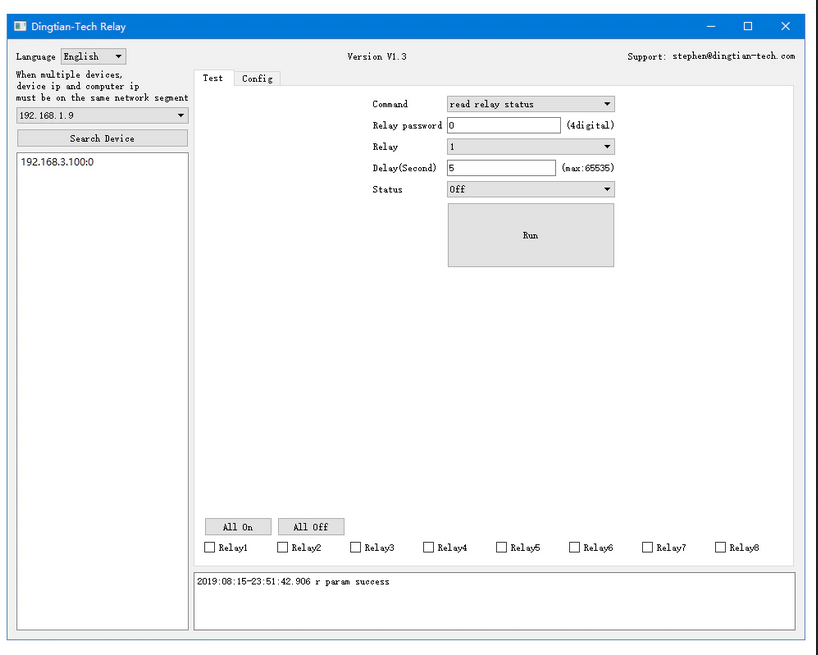 Dingtian-Tech Relay
Language English
Version V1.3
Support: stephen@dingtian-tech.com
When multiple devices,
device ip and computer ip
must be on the same network segment
192.168.1.9
Search Device
192.168.3.100:0
Test Config
Command read relay status
Relay password 0 (4digital)
Relay 1
Delay(Second) 5 (max:65535)
Status Off
Run
All On All Off
Relay1 Relay2 Relay3 Relay4 Relay5 Relay6 Relay7 Relay8
2019:08:15-23:51:42.906 r param success